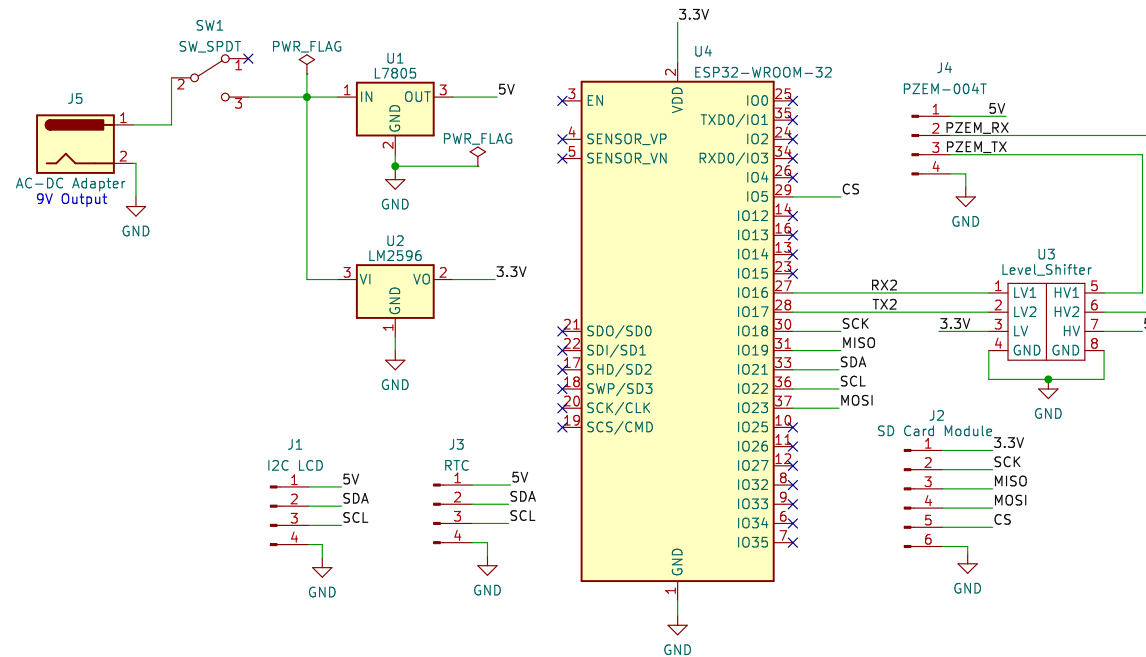 SW1
SW_SPDT
1
2
3
PWR_FLAG
J5
1
2
AC-DC Adapter
9V Output
GND
U1
L7805
1 IN OUT 3 5V
GND
2
PWR_FLAG
GND
U2
LM2596
3 VI VO 2 3.3V
GND
1
GND
J1
I2C LCD
1 5V
2 SDA
3 SCL
4
GND
J3
RTC
1 5V
2 SDA
3 SCL
4
GND
3.3V
U4
ESP32-WROOM-32
2
VDD
3 EN
4 SENSOR_VP
5 SENSOR_VN
21 SDO/SD0
22 SDI/SD1
17 SHD/SD2
18 SWP/SD3
20 SCK/CLK
19 SCS/CMD
IO0 25
TXD0/IO1 35
IO2 24
RXD0/IO3 34
IO4 26
IO5 29 CS
IO12 14
IO13 16
IO14 13
IO15 23
IO16 27 RX2
IO17 28 TX2
IO18 30 SCK
IO19 31 MISO
IO21 33 SDA
IO22 36 SCL
IO23 37 MOSI
IO25 10
IO26 11
IO27 12
IO32 8
IO33 9
IO34 6
IO35 7
GND
1
GND
J4
PZEM-004T
1 5V
2 PZEM_RX
3 PZEM_TX
4
GND
U3
Level_Shifter
1 LV1 HV1 5
2 LV2 HV2 6
3.3V 3 LV HV 7
4 GND GND 8
GND
J2
SD Card Module
1 3.3V
2 SCK
3 MISO
4 MOSI
5 CS
6
GND